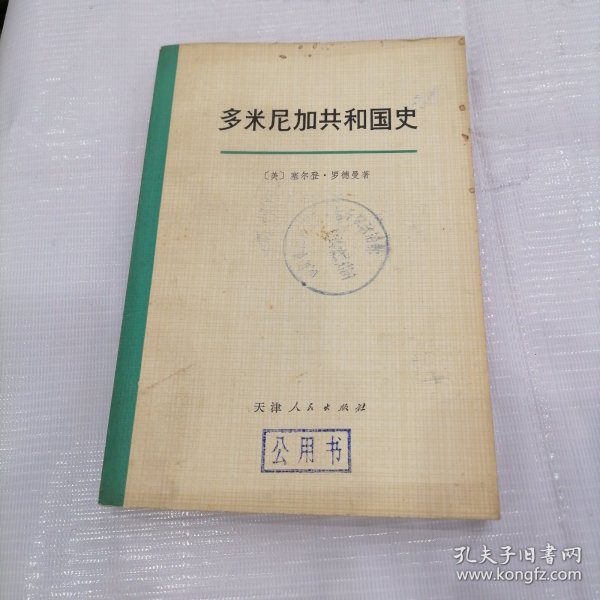 多米尼加共和国史
〔美〕塞尔登·罗德曼著
天津人民出版社
公用书
孔夫子旧书网
www.kongfz.com